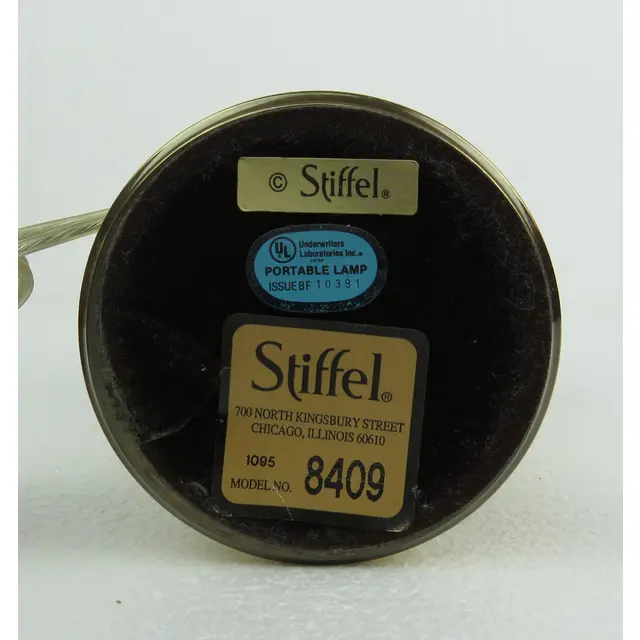 © Stiffel®
UL Underwriters
Laboratories Inc.®
PORTABLE LAMP
ISSUE BF 10391
Stiffel®
700 NORTH KINGSBURY STREET
CHICAGO, ILLINOIS 60610
1095
MODEL NO. 8409